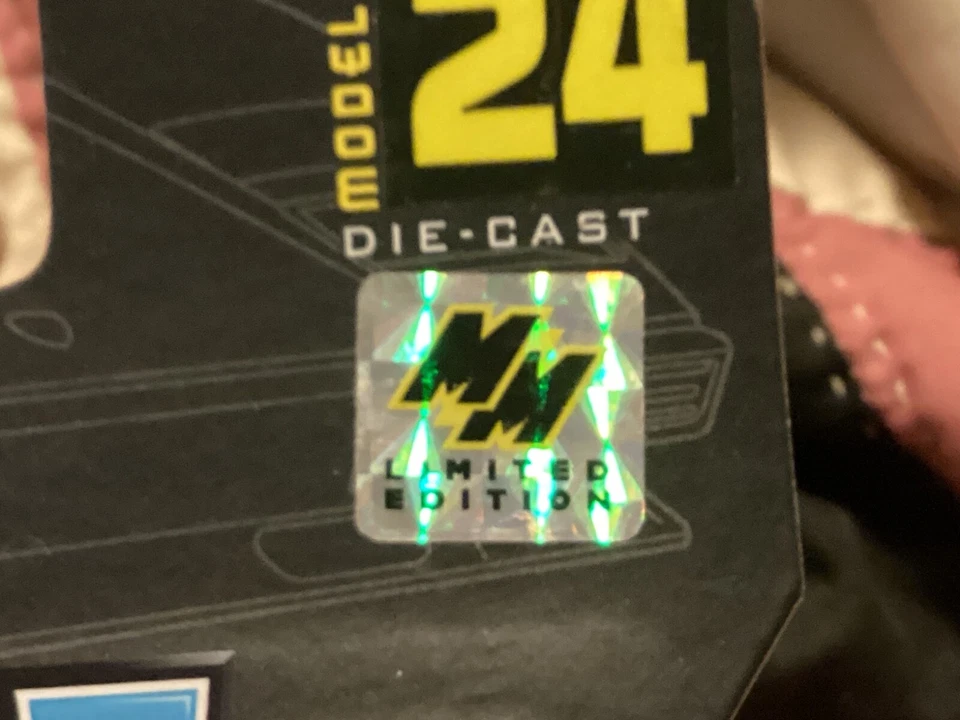 MODEL
24
DIE-CAST
MM
LIMITED
EDITION